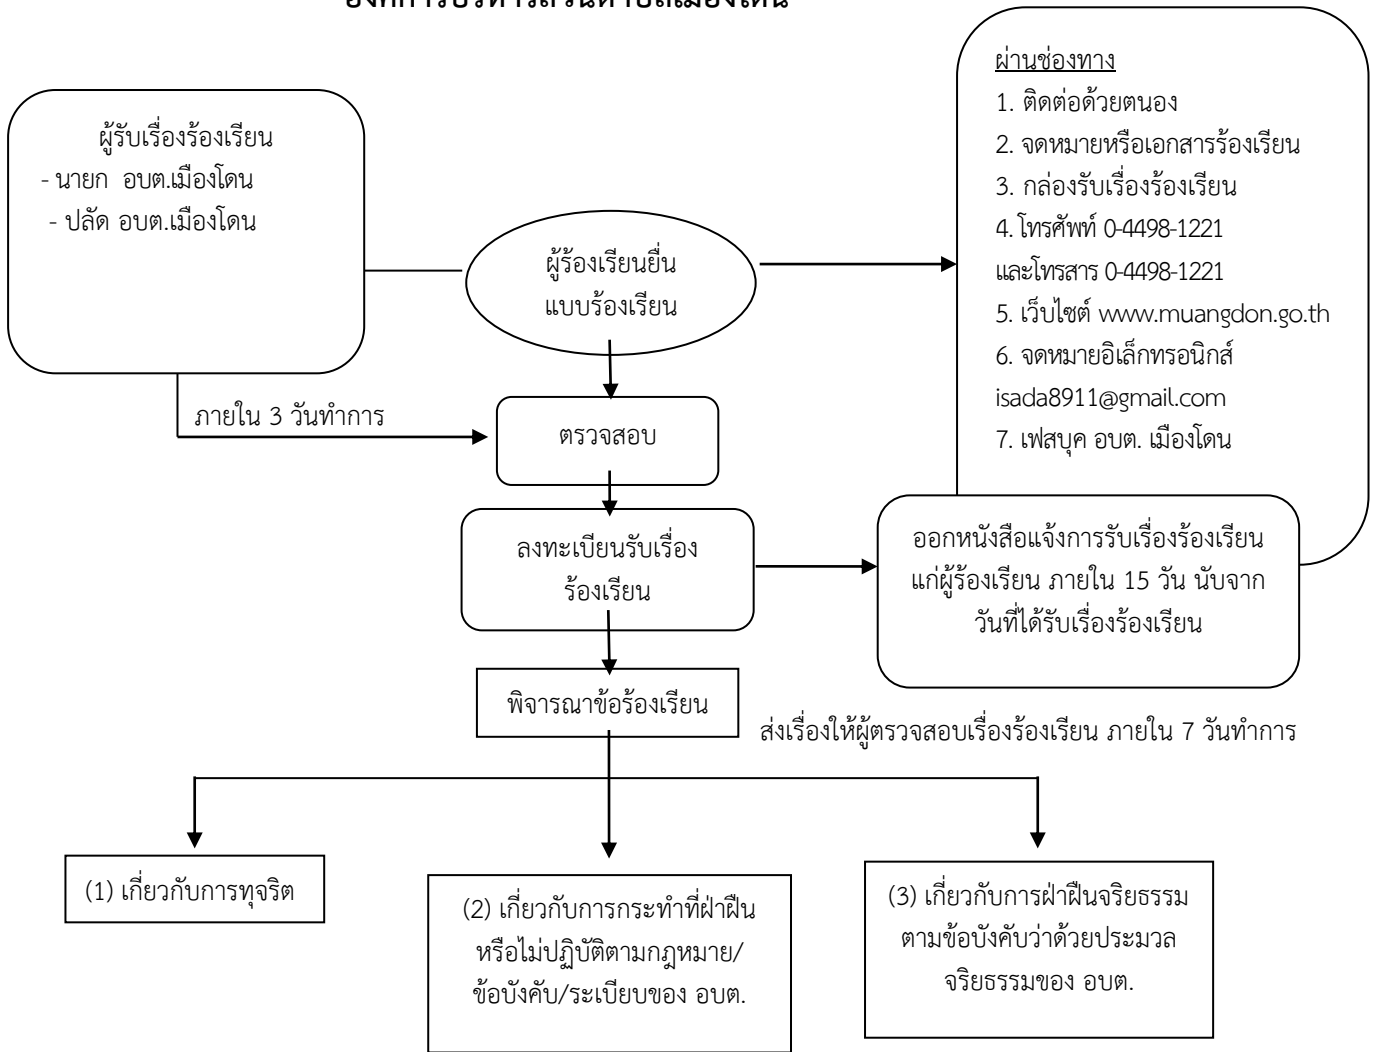 ผู้รับเรื่องร้องเรียน
- นายก อบต.เมืองโดน
- ปลัด อบต.เมืองโดน
ผู้ร้องเรียนยื่น
แบบร้องเรียน
ผ่านช่องทาง
1. ติดต่อด้วยตนอง
2. จดหมายหรือเอกสารร้องเรียน
3. กล่องรับเรื่องร้องเรียน
4. โทรศัพท์ 0-4498-1221
และโทรสาร 0-4498-1221
5. เว็บไซต์ www.muangdon.go.th
6. จดหมายอิเล็กทรอนิกส์
isada8911@gmail.com
7. เฟสบุค อบต. เมืองโดน
ภายใน 3 วันทำการ
ตรวจสอบ
ลงทะเบียนรับเรื่อง
ร้องเรียน
ออกหนังสือแจ้งการรับเรื่องร้องเรียน
แก่ผู้ร้องเรียน ภายใน 15 วัน นับจาก
วันที่ได้รับเรื่องร้องเรียน
พิจารณาข้อร้องเรียน
ส่งเรื่องให้ผู้ตรวจสอบเรื่องร้องเรียน ภายใน 7 วันทำการ
(1) เกี่ยวกับการทุจริต
(2) เกี่ยวกับการกระทำที่ฝ่าฝืน
หรือไม่ปฏิบัติตามกฎหมาย/
ข้อบังคับ/ระเบียบของ อบต.
(3) เกี่ยวกับการฝ่าฝืนจริยธรรม
ตามข้อบังคับว่าด้วยประมวล
จริยธรรมของ อบต.